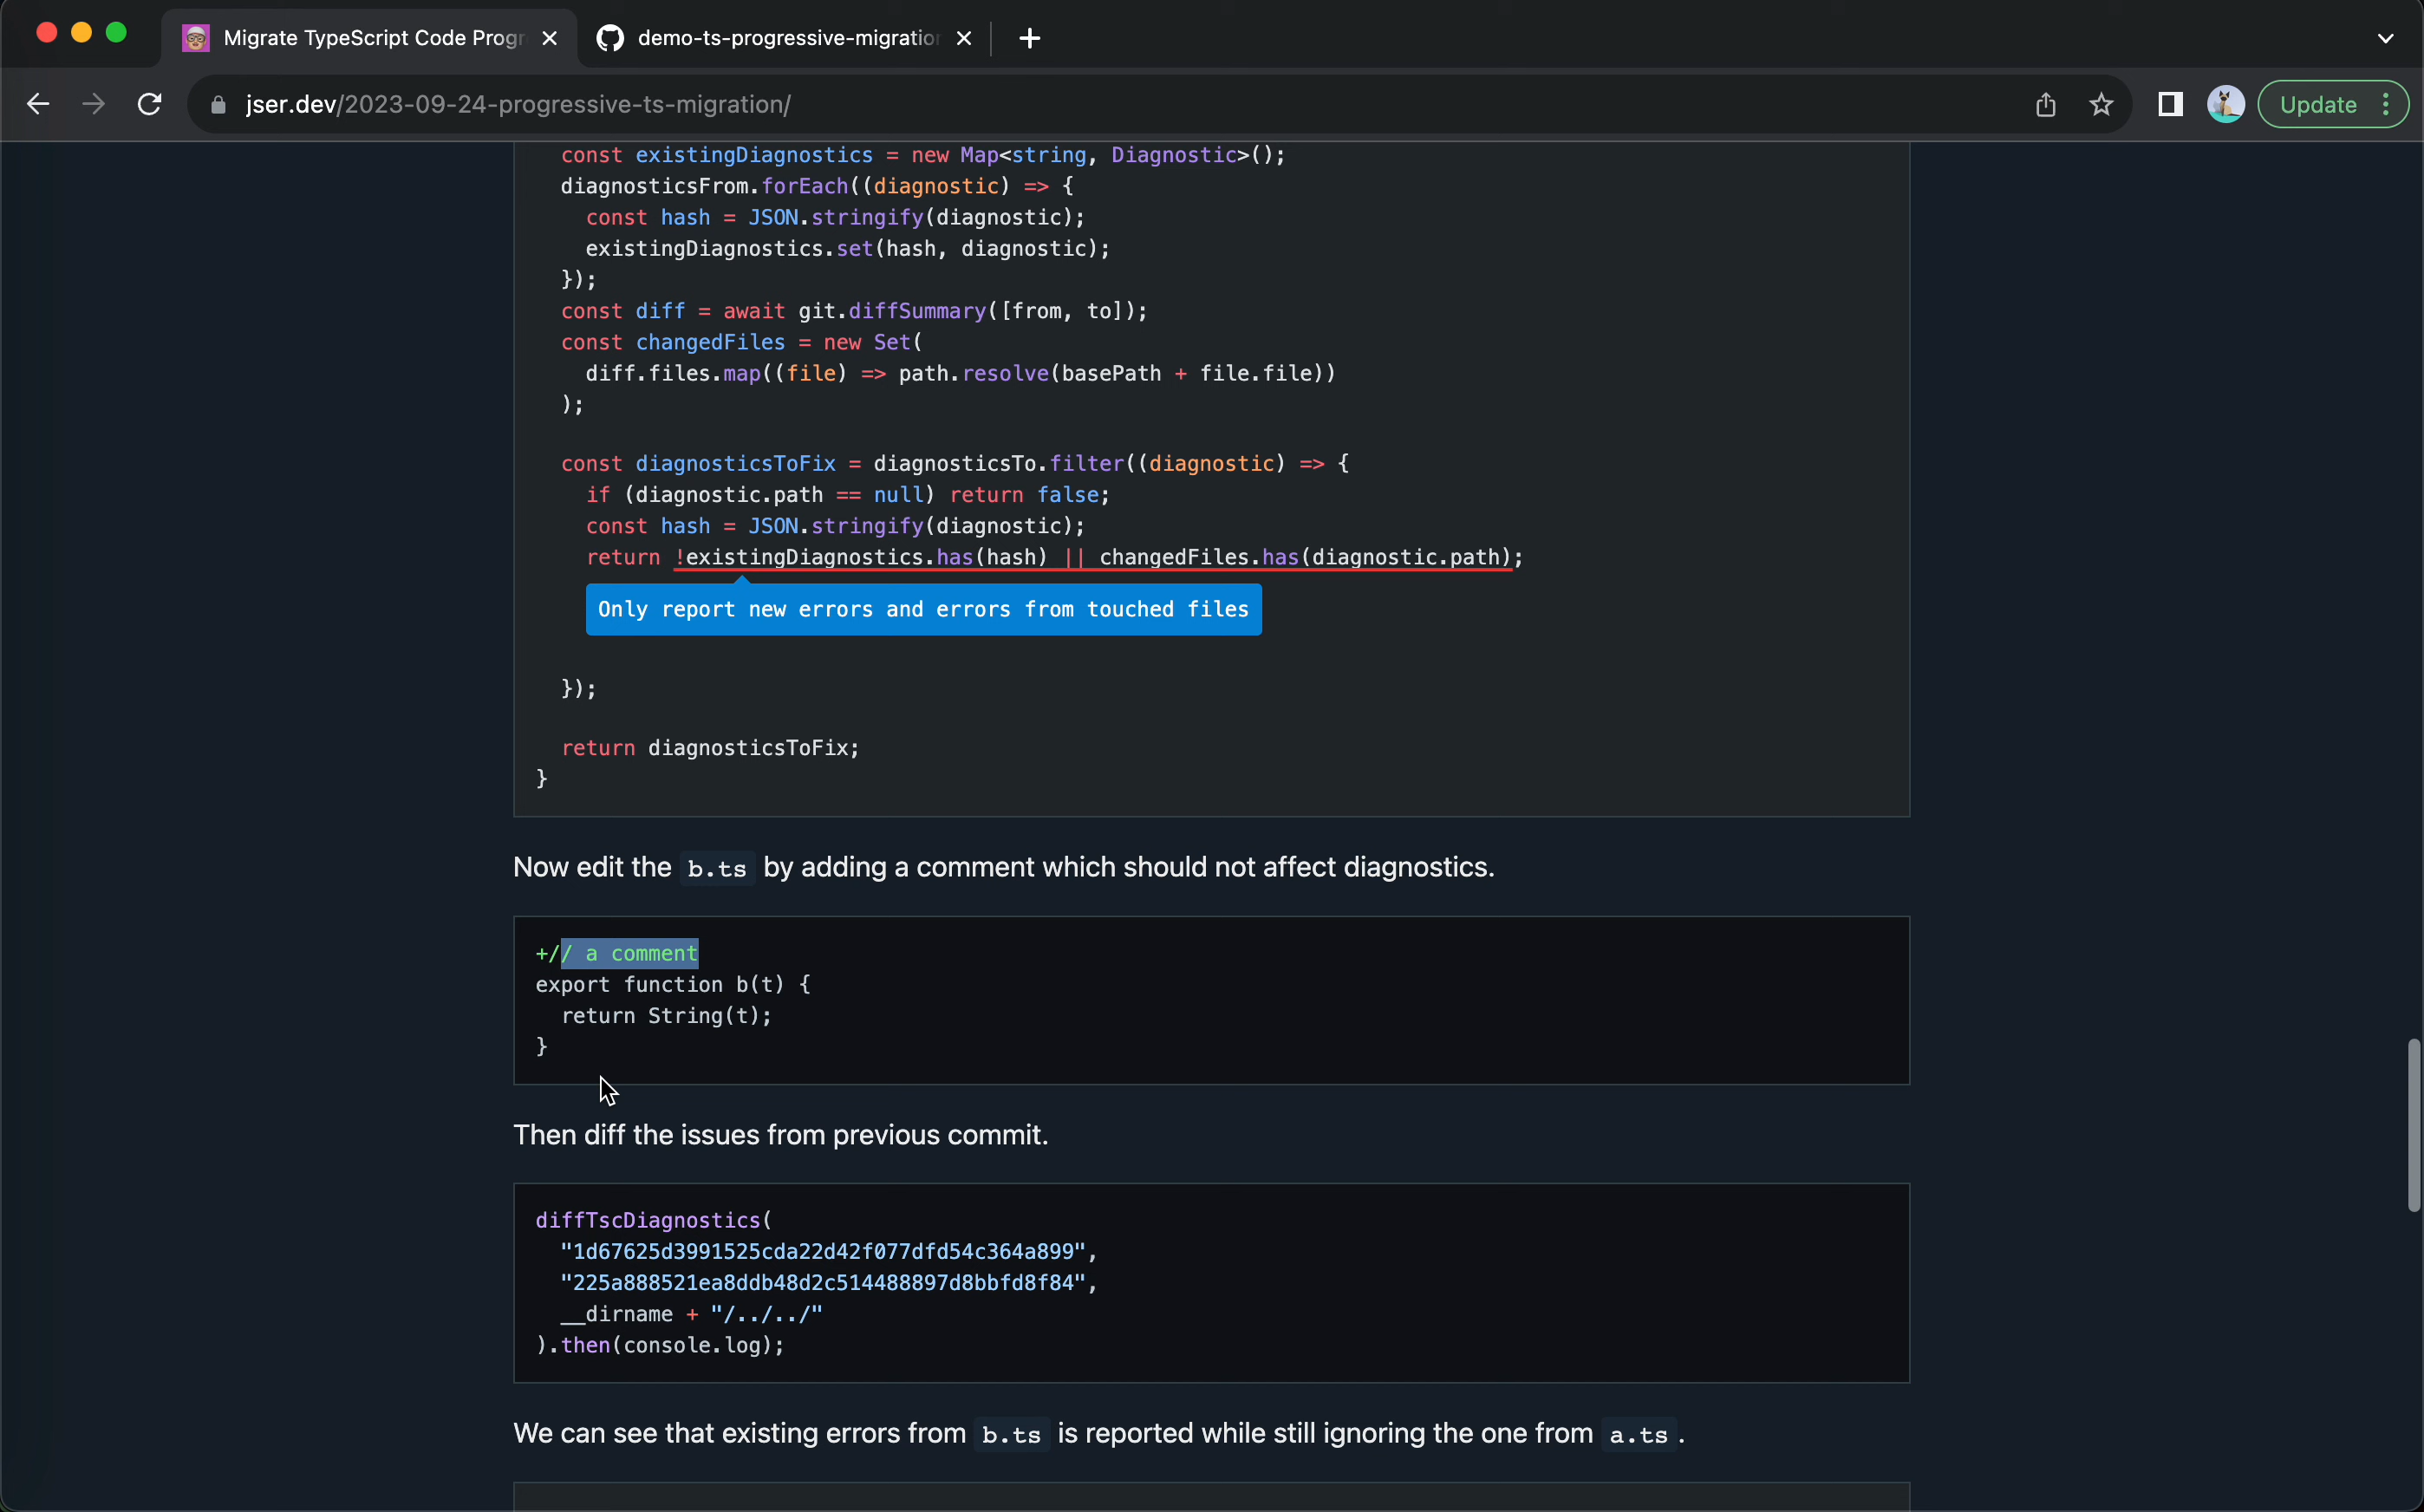 Migrate TypeScript Code Progr
demo-ts-progressive-migration
jser.dev/2023-09-24-progressive-ts-migration/
Update
const existingDiagnostics = new Map<string, Diagnostic>();
diagnosticsFrom.forEach((diagnostic) => {
const hash = JSON.stringify(diagnostic);
existingDiagnostics.set(hash, diagnostic);
});
const diff = await git.diffSummary([from, to]);
const changedFiles = new Set(
diff.files.map((file) => path.resolve(basePath + file.file))
);
const diagnosticsToFix = diagnosticsTo.filter((diagnostic) => {
if (diagnostic.path == null) return false;
const hash = JSON.stringify(diagnostic);
return !existingDiagnostics.has(hash) || changedFiles.has(diagnostic.path);
Only report new errors and errors from touched files
});
return diagnosticsToFix;
}
Now edit the b.ts by adding a comment which should not affect diagnostics.
+// a comment
export function b(t) {
return String(t);
}
Then diff the issues from previous commit.
diffTscDiagnostics(
"1d67625d3991525cda22d42f077dfd54c364a899",
"225a888521ea8ddb48d2c514488897d8bbfd8f84",
__dirname + "/../../"
).then(console.log);
We can see that existing errors from b.ts is reported while still ignoring the one from a.ts.